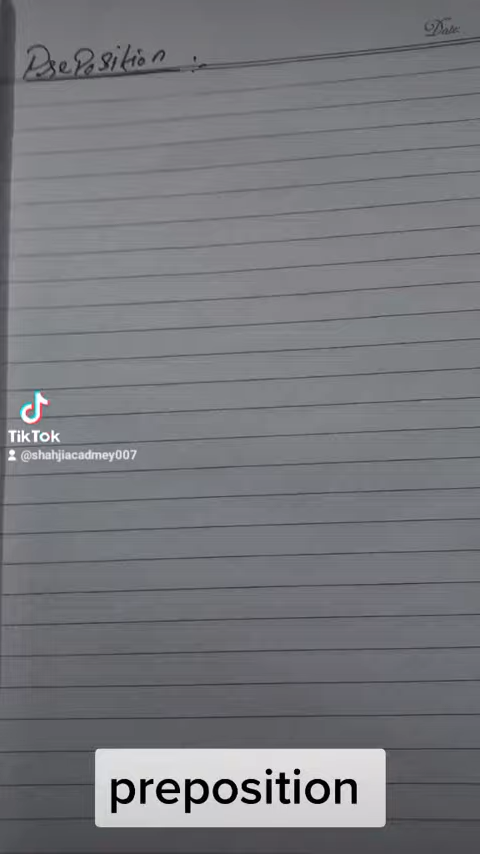 Date:
Preposition :-
TikTok
@shahjiacadmey007
preposition